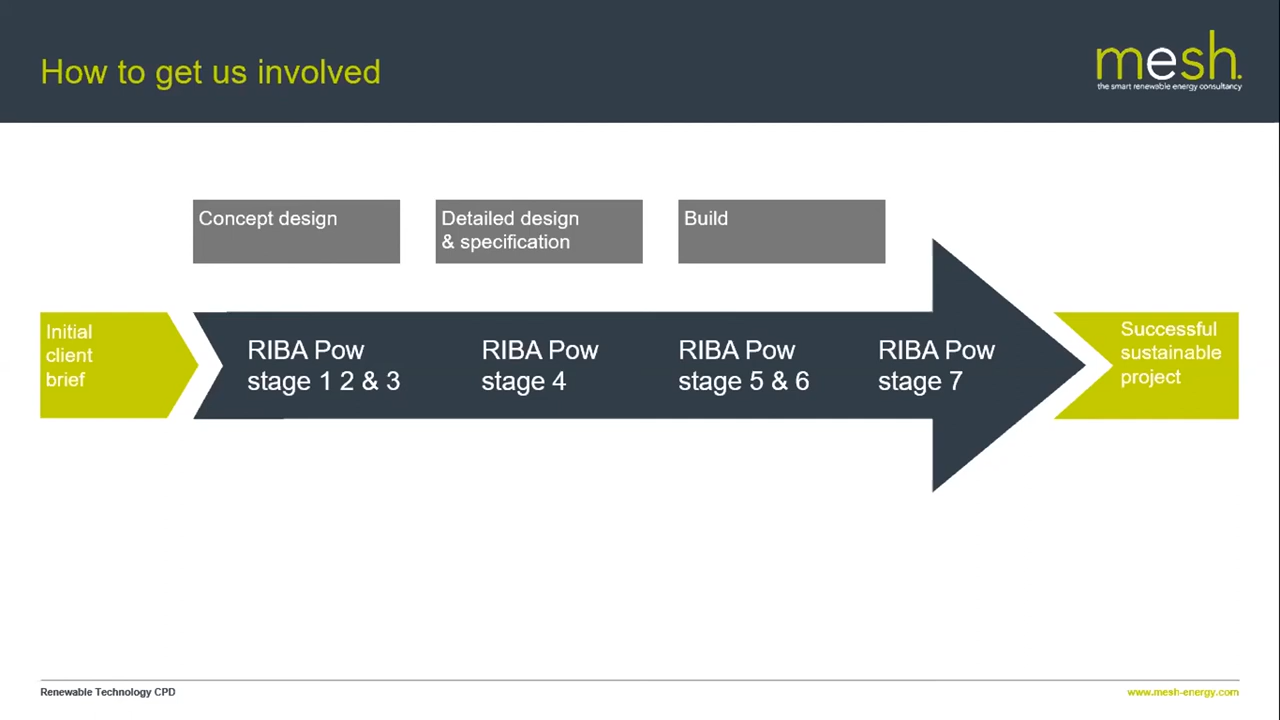 How to get us involved
mesh.
the smart renewable energy consultancy
Concept design
Detailed design
& specification
Build
Initial
client
brief
RIBA Pow
stage 1 2 & 3
RIBA Pow
stage 4
RIBA Pow
stage 5 & 6
RIBA Pow
stage 7
Successful
sustainable
project
Renewable Technology CPD
www.mesh-energy.com